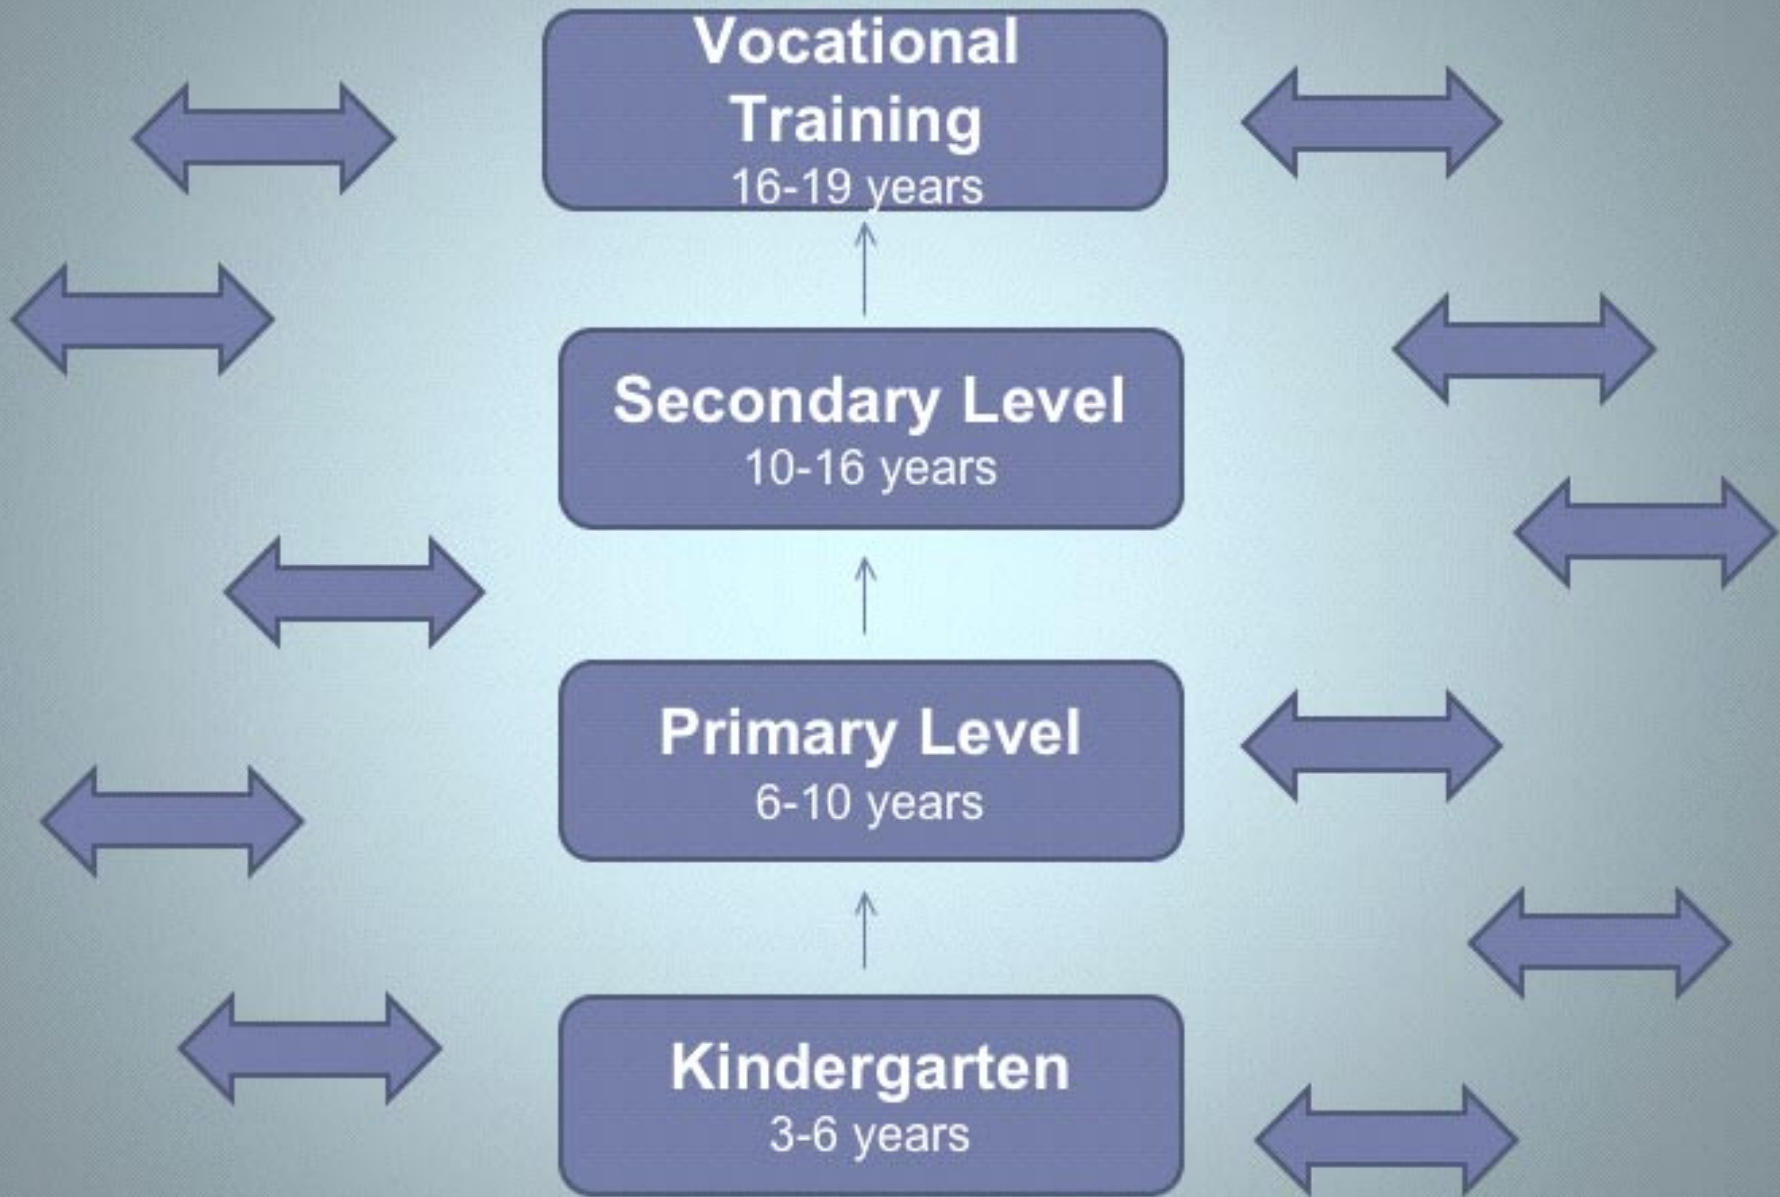 Vocational
Training
16-19 years
Secondary Level
10-16 years
Primary Level
6-10 years
Kindergarten
3-6 years